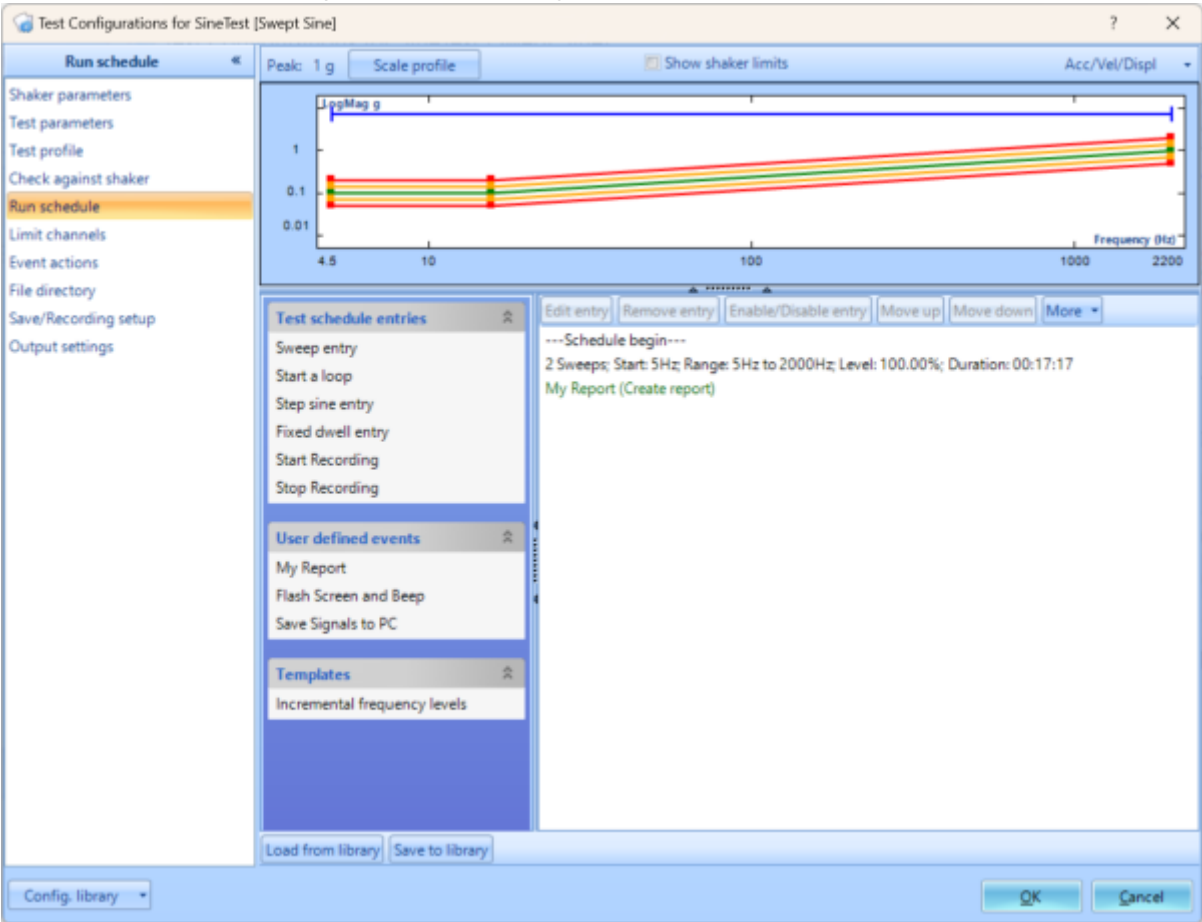 Test Configurations for SineTest [Swept Sine]
?
Run schedule «
Shaker parameters
Test parameters
Test profile
Check against shaker
Run schedule
Limit channels
Event actions
File directory
Save/Recording setup
Output settings
Peak: 1 g Scale profile Show shaker limits Acc/Vel/Displ
LogMag g
1
0.1
0.01
Frequency (Hz)
4.5 10 100 1000 2200
Test schedule entries
Sweep entry
Start a loop
Step sine entry
Fixed dwell entry
Start Recording
Stop Recording
User defined events
My Report
Flash Screen and Beep
Save Signals to PC
Templates
Incremental frequency levels
Edit entry Remove entry Enable/Disable entry Move up Move down More
---Schedule begin---
2 Sweeps; Start: 5Hz; Range: 5Hz to 2000Hz; Level: 100.00%; Duration: 00:17:17
My Report (Create report)
Load from library Save to library
Config. library
OK Cancel